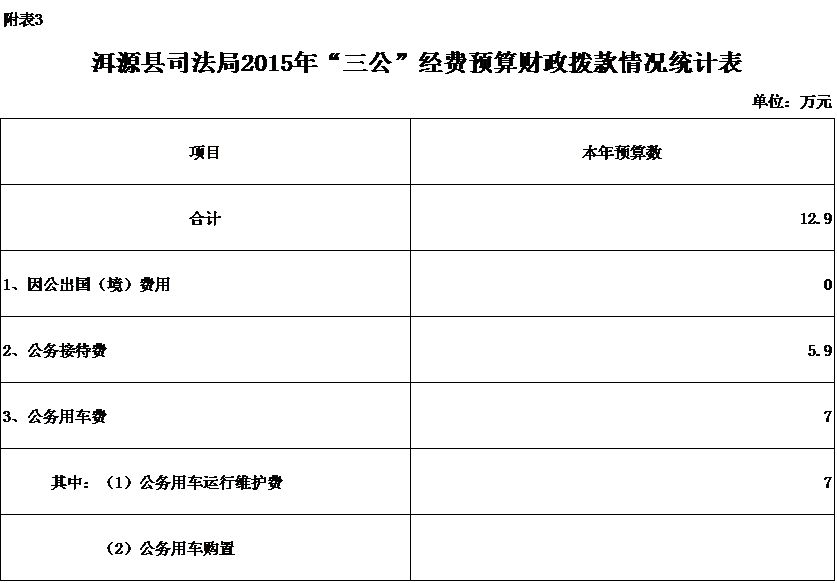 附表3
洱源县司法局2015年“三公”经费预算财政拨款情况统计表
单位：万元
项目 本年预算数
合计 12.9
1、因公出国（境）费用 0
2、公务接待费 5.9
3、公务用车费 7
其中：（1）公务用车运行维护费 7
（2）公务用车购置